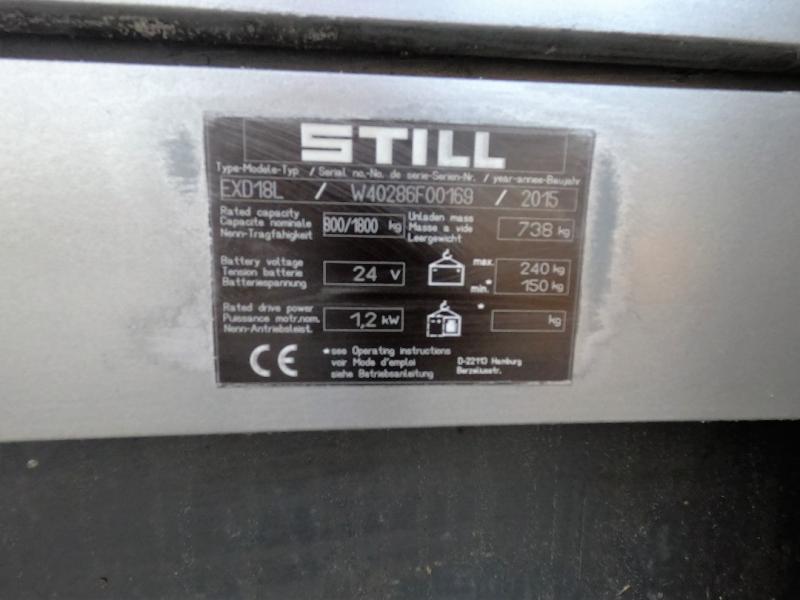 STILL
Type-Modele-Typ / Serial no.-No. de serie-Serien-Nr. / year-annee-Baujahr
EXD18L / W40286F00169 / 2015
Rated capacity
Capacite nominale
Nenn-Tragfähigkeit
800/1800 kg
Unladen mass
Masse a vide
Leergewicht
738 kg
Battery voltage
Tension batterie
Batteriespannung
24 V
max. 240 kg
min.* 150 kg
Rated drive power
Puissance motr.nom.
Nenn-Antriebsleist.
1,2 kW
* kg
CE
*see Operating instructions
voir Mode d'emploi
siehe Betriebsanleitung
D-22113 Hamburg
Berzeliusstr.